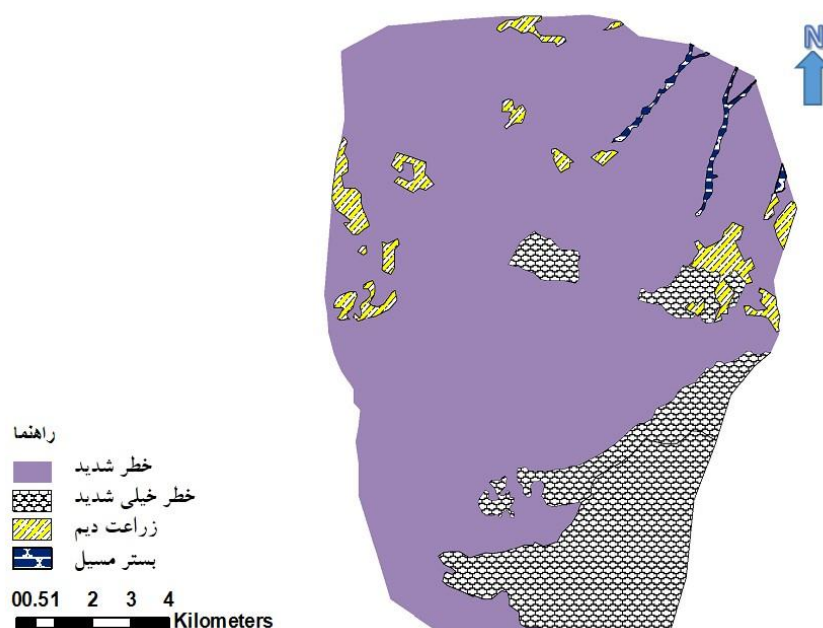 N
راهنما
خطر شدید
خطر خیلی شدید
زراعت دیم
بستر مسیل
00.51 2 3 4
Kilometers